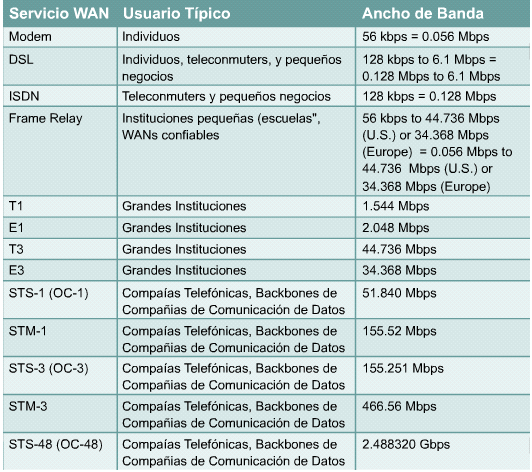 Servicio WAN Usuario Típico Ancho de Banda
Modem Individuos 56 kbps = 0.056 Mbps
DSL Individuos, teleconmuters, y pequeños 128 kbps to 6.1 Mbps =
negocios 0.128 Mbps to 6.1 Mbps
ISDN Teleconmuters y pequeños negocios 128 kbps = 0.128 Mbps
Frame Relay Instituciones pequeñas (escuelas", 56 kbps to 44.736 Mbps
WANs confiables (U.S.) or 34.368 Mbps
(Europe) = 0.056 Mbps to
44.736 Mbps (U.S.) or
34.368 Mbps (Europe)
T1 Grandes Instituciones 1.544 Mbps
E1 Grandes Instituciones 2.048 Mbps
T3 Grandes Instituciones 44.736 Mbps
E3 Grandes Instituciones 34.368 Mbps
STS-1 (OC-1) Compaías Telefónicas, Backbones de 51.840 Mbps
Compañias de Comunicación de Datos
STM-1 Compaías Telefónicas, Backbones de 155.52 Mbps
Compañias de Comunicación de Datos
STS-3 (OC-3) Compaías Telefónicas, Backbones de 155.251 Mbps
Compañias de Comunicación de Datos
STM-3 Compaías Telefónicas, Backbones de 466.56 Mbps
Compañias de Comunicación de Datos
STS-48 (OC-48) Compaías Telefónicas, Backbones de 2.488320 Gbps
Compañias de Comunicación de Datos